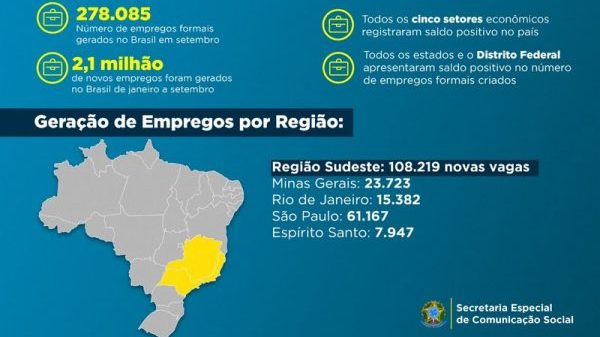 278.085
Número de empregos formais
gerados no Brasil em setembro
2,1 milhão
de novos empregos foram gerados
no Brasil de janeiro a setembro
Todos os cinco setores econômicos
registraram saldo positivo no país
Todos os estados e o Distrito Federal
apresentaram saldo positivo no número
de empregos formais criados
Geração de Empregos por Região:
Região Sudeste: 108.219 novas vagas
Minas Gerais: 23.723
Rio de Janeiro: 15.382
São Paulo: 61.167
Espírito Santo: 7.947
Secretaria Especial
de Comunicação Social